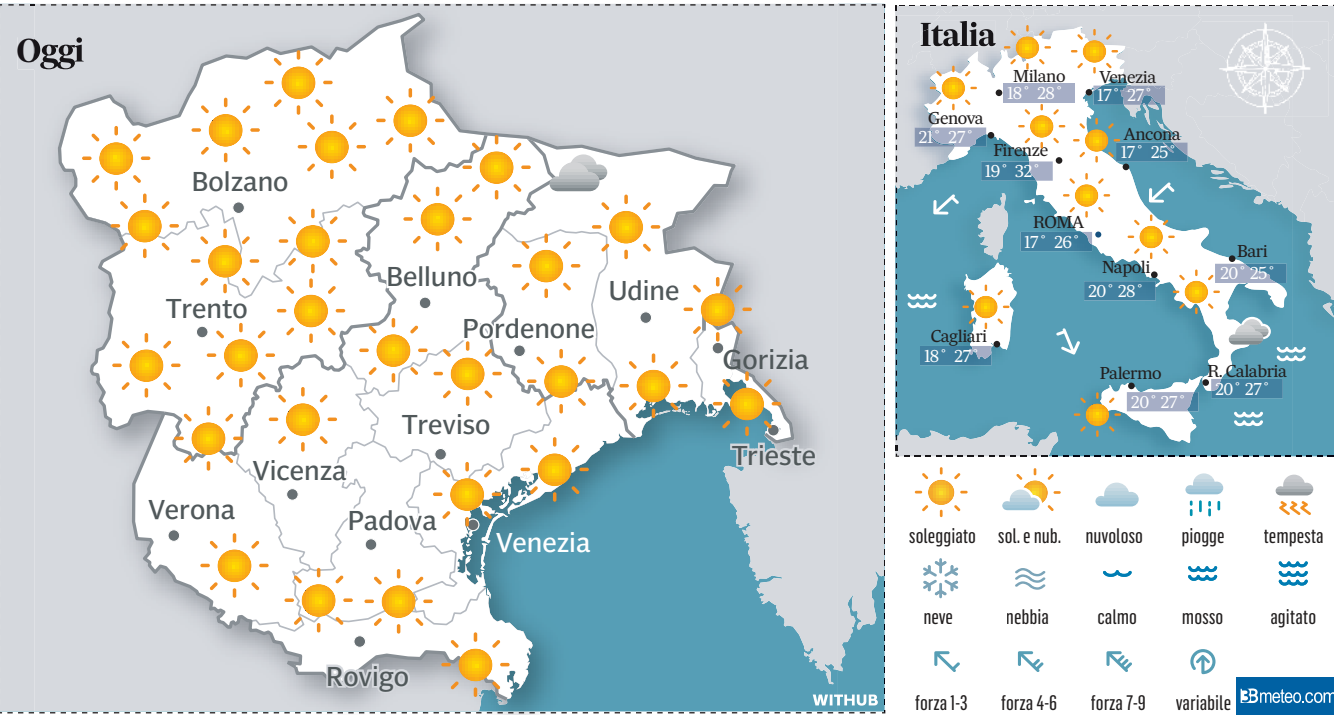 Oggi
Bolzano
Trento
Belluno
Udine
Pordenone
Gorizia
Treviso
Trieste
Vicenza
Verona
Padova
Venezia
Rovigo
WITHUB
Italia
Milano
18° 28°
Venezia
17° 27°
Genova
21° 27°
Ancona
17° 25°
Firenze
19° 32°
ROMA
17° 26°
Bari
20° 25°
Napoli
20° 28°
Cagliari
18° 27°
Palermo
20° 27°
R. Calabria
20° 27°
soleggiato sol. e nub. nuvoloso piogge tempesta
neve nebbia calmo mosso agitato
forza 1-3 forza 4-6 forza 7-9 variabile
3Bmeteo.com